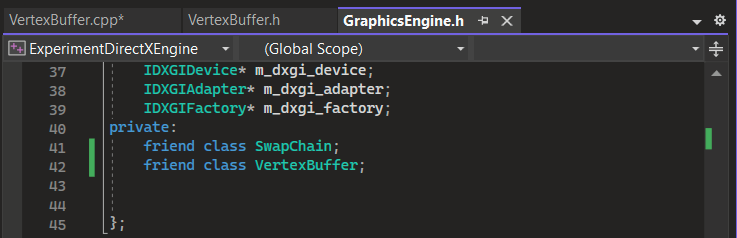 VertexBuffer.cpp* VertexBuffer.h GraphicsEngine.h
ExperimentDirectXEngine (Global Scope)
37 IDXGIDevice* m_dxgi_device;
38 IDXGIAdapter* m_dxgi_adapter;
39 IDXGIFactory* m_dxgi_factory;
40 private:
41 friend class SwapChain;
42 friend class VertexBuffer;
43
44
45 };